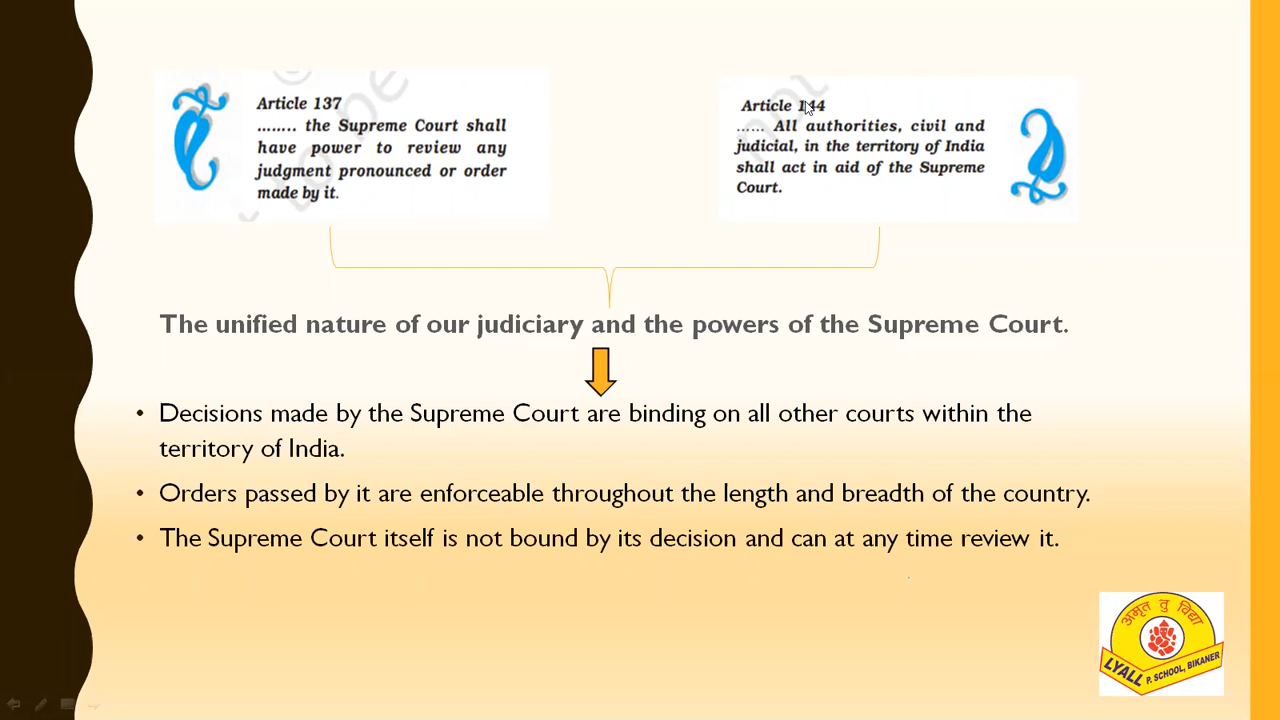 Article 137
........ the Supreme Court shall
have power to review any
judgment pronounced or order
made by it.
Article 144
...... All authorities, civil and
judicial, in the territory of India
shall act in aid of the Supreme
Court.
The unified nature of our judiciary and the powers of the Supreme Court.
• Decisions made by the Supreme Court are binding on all other courts within the
territory of India.
• Orders passed by it are enforceable throughout the length and breadth of the country.
• The Supreme Court itself is not bound by its decision and can at any time review it.
अमृतं तु विद्या
LYALL P. SCHOOL, BIKANER